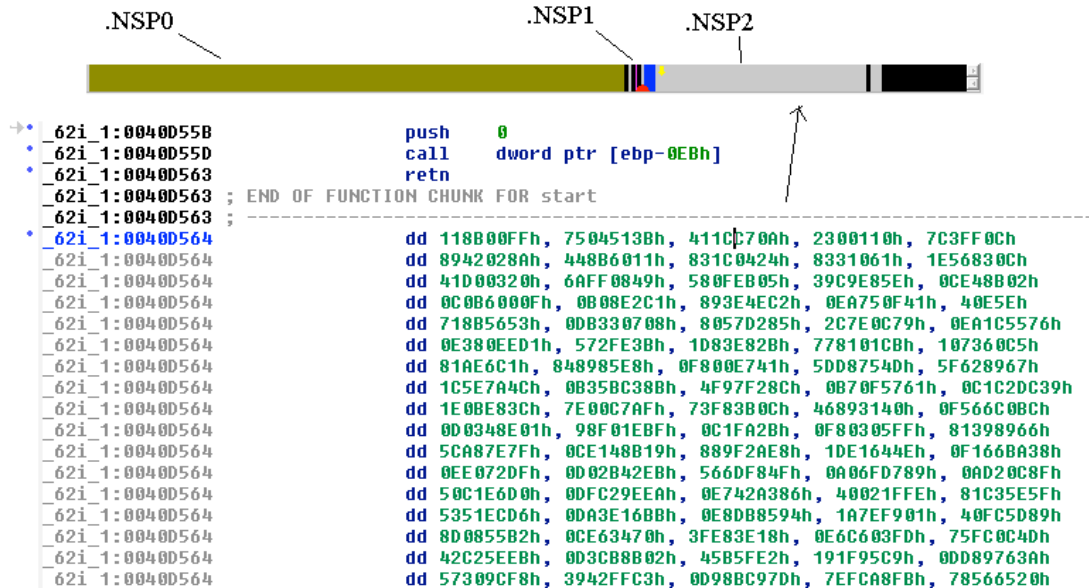 .NSP0 .NSP1 .NSP2
_62i_1:0040D55B push 0
_62i_1:0040D55D call dword ptr [ebp-0EBh]
_62i_1:0040D563 retn
_62i_1:0040D563 ; END OF FUNCTION CHUNK FOR start
_62i_1:0040D563 ; ---------------------------------------------------------------------------
_62i_1:0040D564 dd 118B00FFh, 7504513Bh, 411CC70Ah, 2300110h, 7C3FF0Ch
_62i_1:0040D564 dd 8942028Ah, 448B6011h, 831C0424h, 8331061h, 1E56830Ch
_62i_1:0040D564 dd 41D00320h, 6AFF0849h, 580FEB05h, 39C9E85Eh, 0CE48B02h
_62i_1:0040D564 dd 0C0B6000Fh, 0B08E2C1h, 893E4EC2h, 0EA750F41h, 40E5Eh
_62i_1:0040D564 dd 718B5653h, 0DB330708h, 8057D285h, 2C7E0C79h, 0EA1C5576h
_62i_1:0040D564 dd 0E380EED1h, 572FE3Bh, 1D83E82Bh, 778101CBh, 107360C5h
_62i_1:0040D564 dd 81AE6C1h, 848985E8h, 0F800E741h, 5DD8754Dh, 5F628967h
_62i_1:0040D564 dd 1C5E7A4Ch, 0B35BC38Bh, 4F97F28Ch, 0B70F5761h, 0C1C2DC39h
_62i_1:0040D564 dd 1E0BE83Ch, 7E00C7AFh, 73F83B0Ch, 46893140h, 0F566C0BCh
_62i_1:0040D564 dd 0D0348E01h, 98F01EBFh, 0C1FA2Bh, 0F80305FFh, 81398966h
_62i_1:0040D564 dd 5CA87E7Fh, 0CE148B19h, 889F2AE8h, 1DE1644Eh, 0F166BA38h
_62i_1:0040D564 dd 0EE072DFh, 0D02B42EBh, 566DF84Fh, 0A06FD789h, 0AD20C8Fh
_62i_1:0040D564 dd 50C1E6D0h, 0DFC29EEAh, 0E742A386h, 40021FFEh, 81C35E5Fh
_62i_1:0040D564 dd 5351ECD6h, 0DA3E16BBh, 0E8DB8594h, 1A7EF901h, 40FC5D89h
_62i_1:0040D564 dd 8D0855B2h, 0CE63470h, 3FE83E18h, 0E6C603FDh, 75FC0C4Dh
_62i_1:0040D564 dd 42C25EEBh, 0D3CB8B02h, 45B5FE2h, 191F95C9h, 0DD89763Ah
_62i_1:0040D564 dd 57309CF8h, 3942FFC3h, 0D98BC97Dh, 7EFCA8FBh, 78566520h